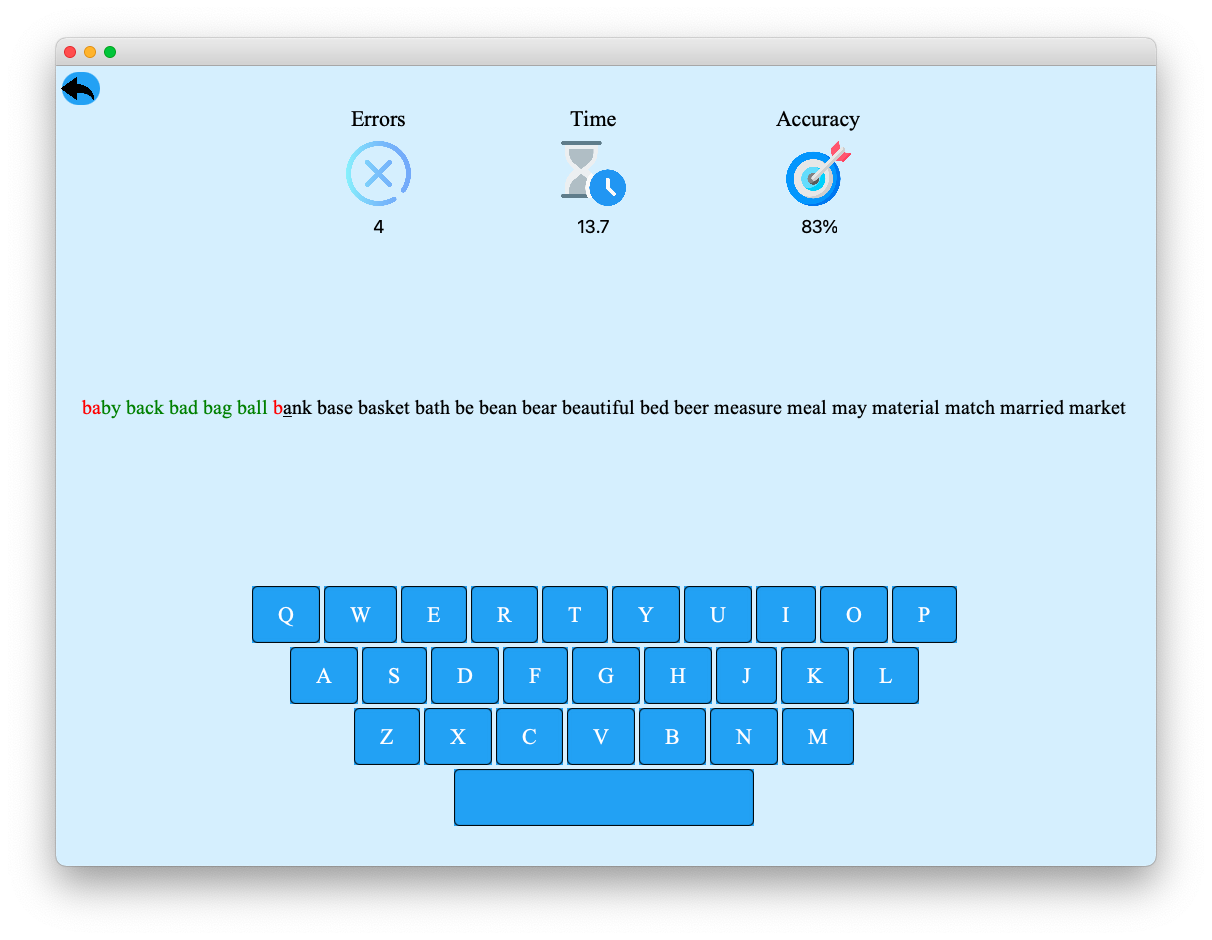 Errors Time Accuracy
4 13.7 83%
baby back bad bag ball bank base basket bath be bean bear beautiful bed beer measure meal may material match married market
Q W E R T Y U I O P
A S D F G H J K L
Z X C V B N M